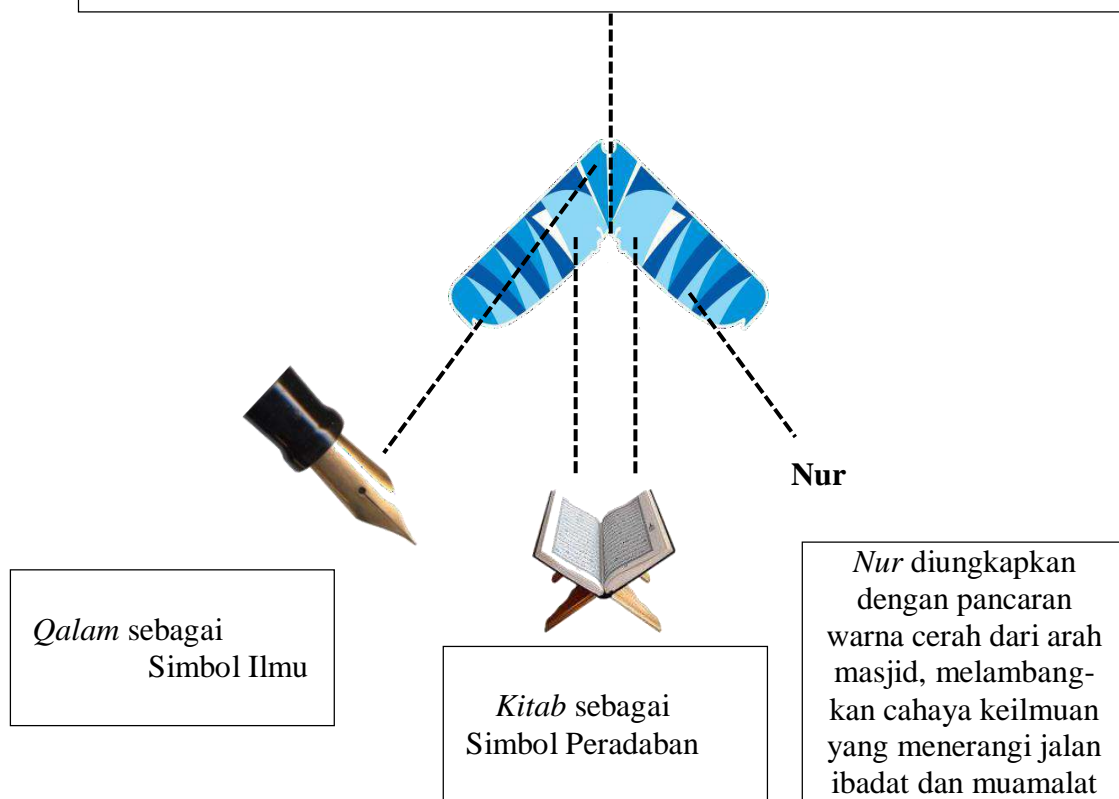 Nur
Qalam sebagai
Simbol Ilmu
Kitab sebagai
Simbol Peradaban
Nur diungkapkan
dengan pancaran
warna cerah dari arah
masjid, melambang-
kan cahaya keilmuan
yang menerangi jalan
ibadat dan muamalat